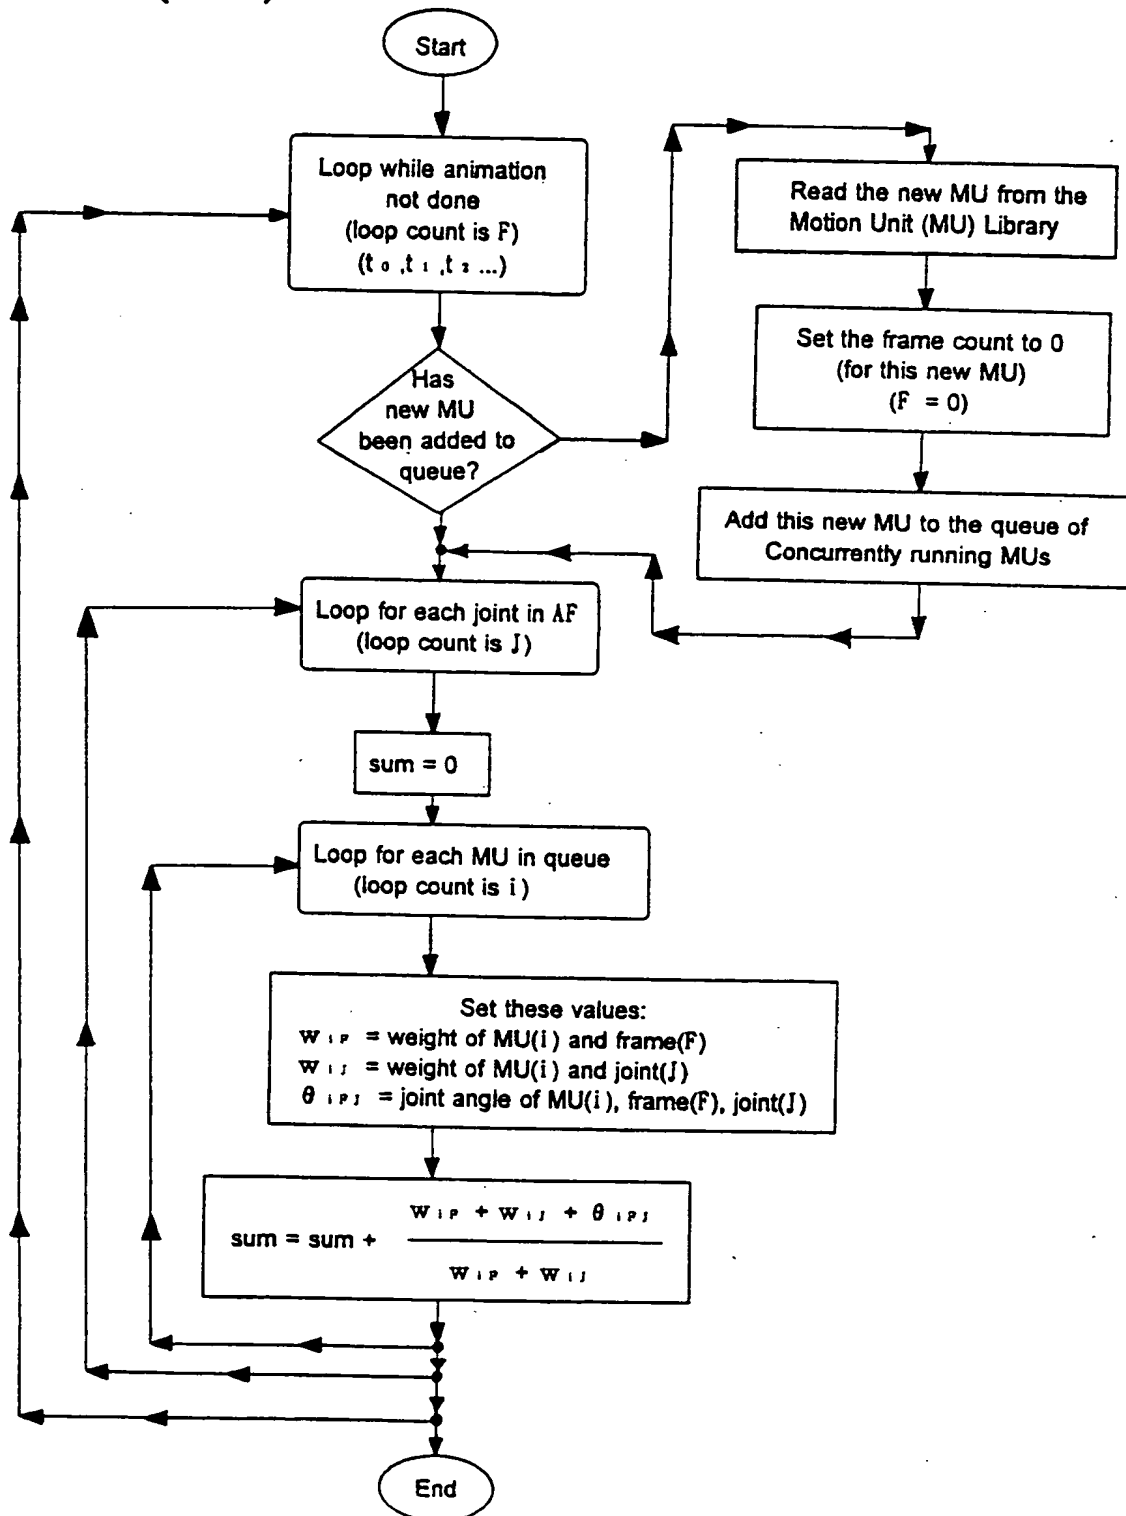 Start
Loop while animation
not done
(loop count is F)
(t 0 ,t 1 ,t 2 ...)
Has
new MU
been added to
queue?
Read the new MU from the
Motion Unit (MU) Library
Set the frame count to 0
(for this new MU)
(F = 0)
Add this new MU to the queue of
Concurrently running MUs
Loop for each joint in AF
(loop count is J)
sum = 0
Loop for each MU in queue
(loop count is i)
Set these values:
W iF = weight of MU(i) and frame(F)
W iJ = weight of MU(i) and joint(J)
θ iFJ = joint angle of MU(i), frame(F), joint(J)
sum = sum +
W iF + W iJ + θ iFJ
W iF + W iJ
End